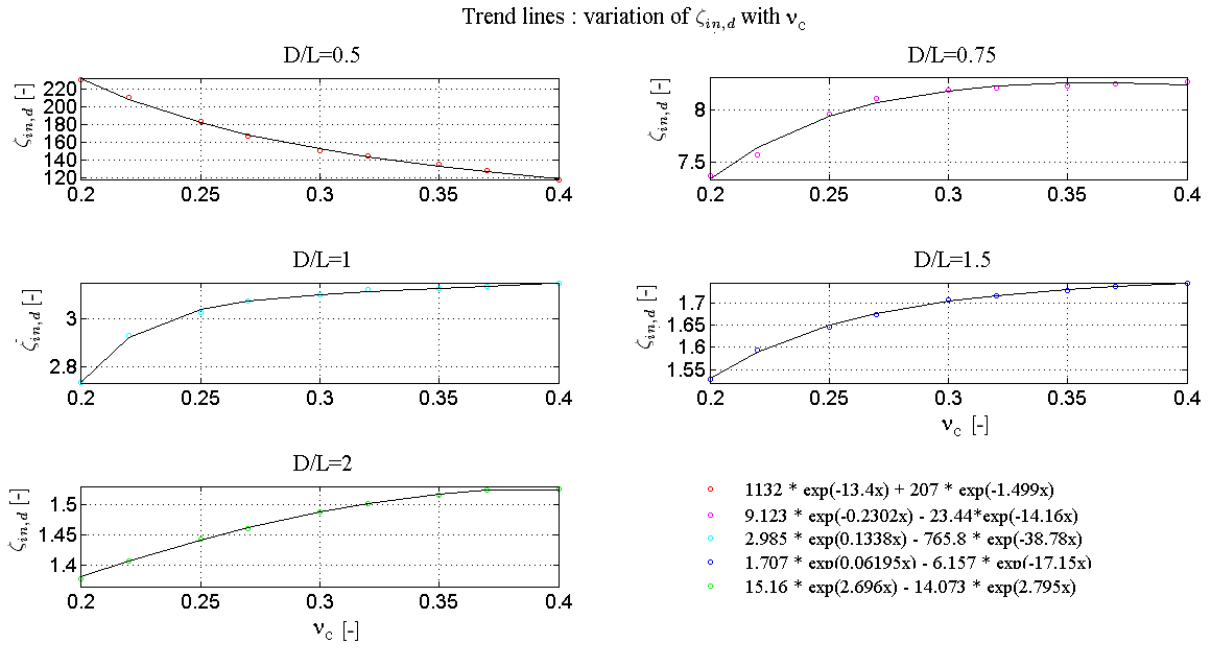 Trend lines : variation of ζin,d with νc
D/L=0.5
ζin,d [-]
220
200
180
160
140
120
0.2 0.25 0.3 0.35 0.4
D/L=0.75
ζin,d [-]
8
7.5
0.2 0.25 0.3 0.35 0.4
D/L=1
ζin,d [-]
3
2.8
0.2 0.25 0.3 0.35 0.4
D/L=1.5
ζin,d [-]
1.7
1.65
1.6
1.55
0.2 0.25 0.3 0.35 0.4
νc [-]
D/L=2
ζin,d [-]
1.5
1.45
1.4
0.2 0.25 0.3 0.35 0.4
νc [-]
1132 * exp(-13.4x) + 207 * exp(-1.499x)
9.123 * exp(-0.2302x) - 23.44*exp(-14.16x)
2.985 * exp(0.1338x) - 765.8 * exp(-38.78x)
1.707 * exp(0.06195x) - 6.157 * exp(-17.15x)
15.16 * exp(2.696x) - 14.073 * exp(2.795x)